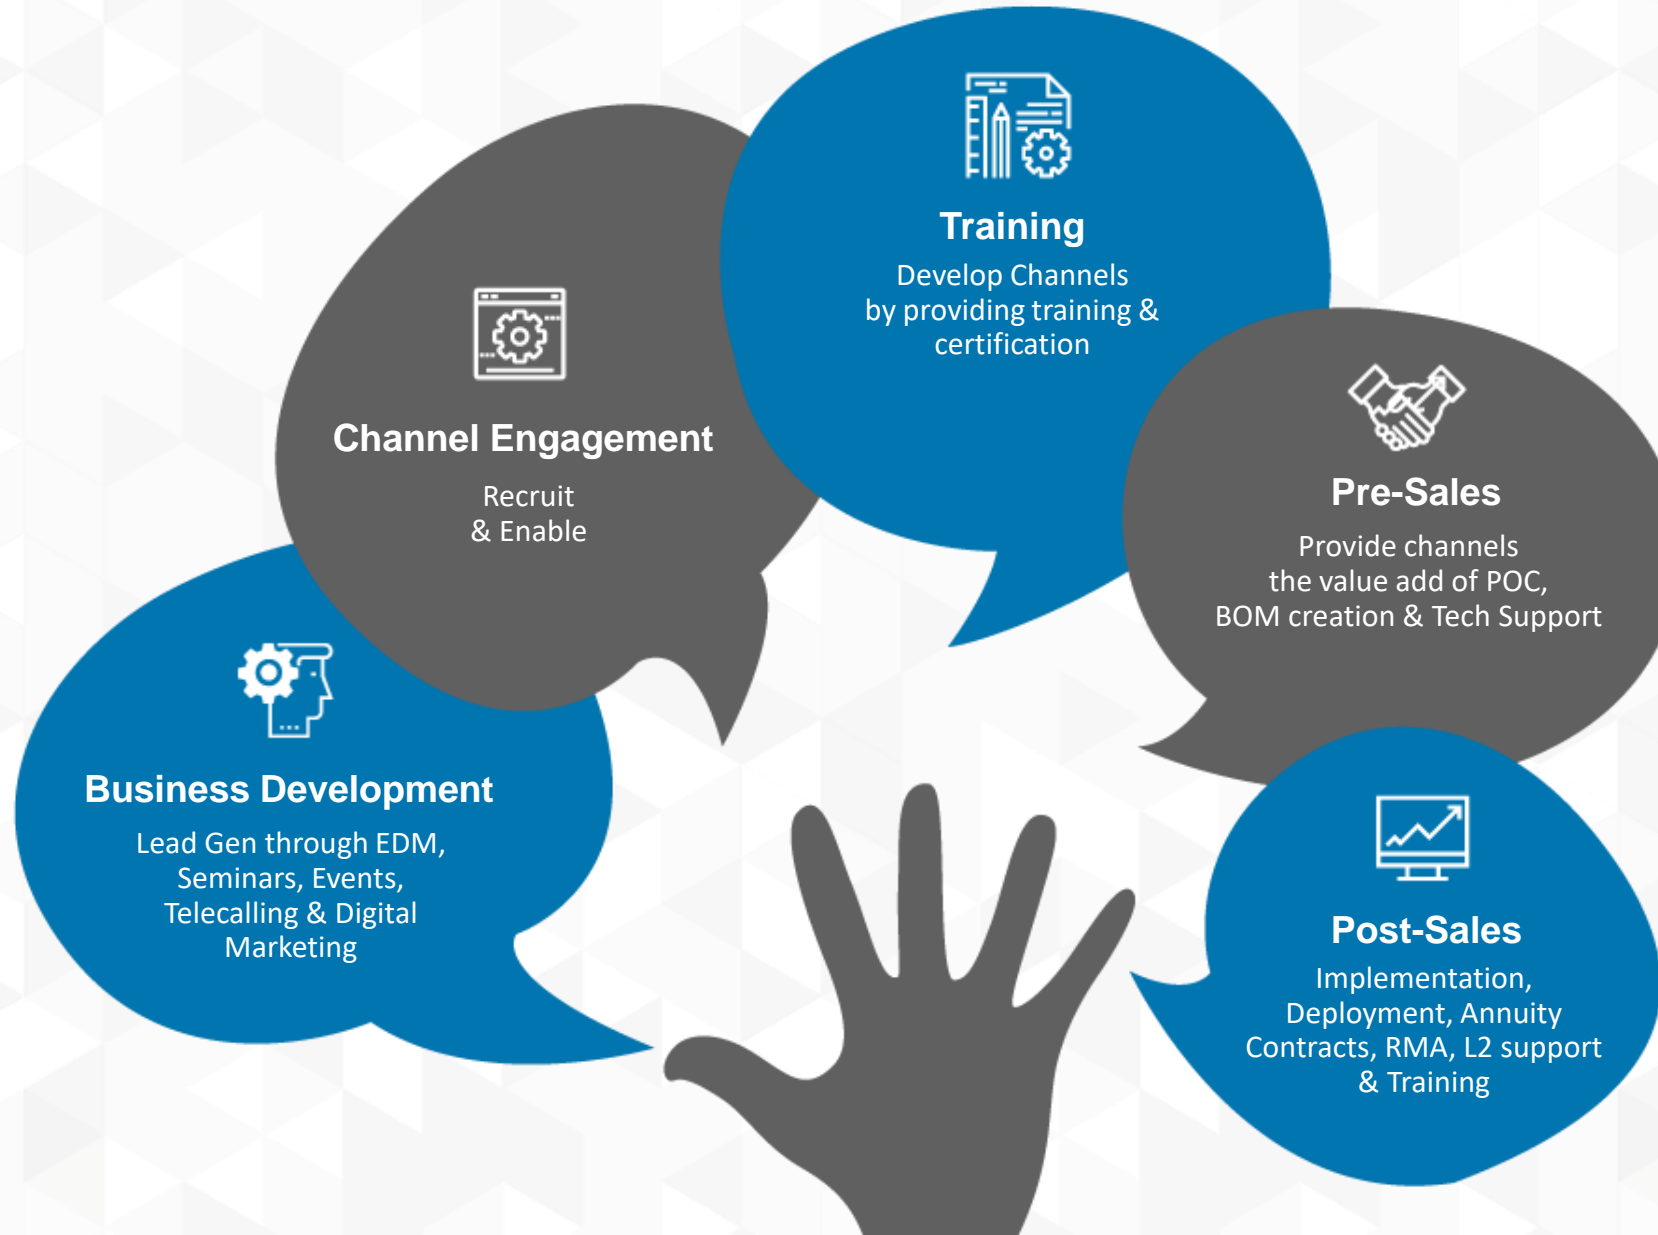 Training
Develop Channels
by providing training &
certification
Channel Engagement
Recruit
& Enable
Pre-Sales
Provide channels
the value add of POC,
BOM creation & Tech Support
Business Development
Lead Gen through EDM,
Seminars, Events,
Telecalling & Digital
Marketing
Post-Sales
Implementation,
Deployment, Annuity
Contracts, RMA, L2 support
& Training